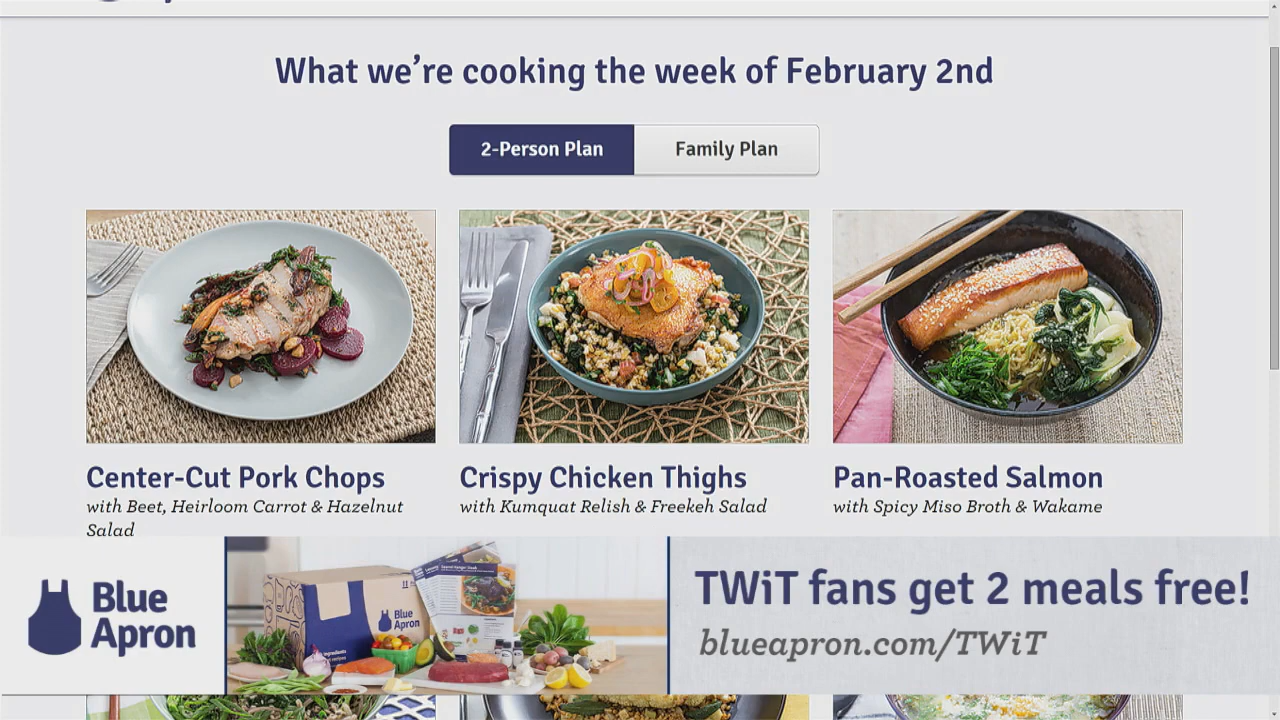 What we're cooking the week of February 2nd
2-Person Plan
Family Plan
Center-Cut Pork Chops
with Beet, Heirloom Carrot & Hazelnut
Salad
Crispy Chicken Thighs
with Kumquat Relish & Freekeh Salad
Pan-Roasted Salmon
with Spicy Miso Broth & Wakame
Blue
Apron
Blue
Apron
TWiT fans get 2 meals free!
blueapron.com/TWiT